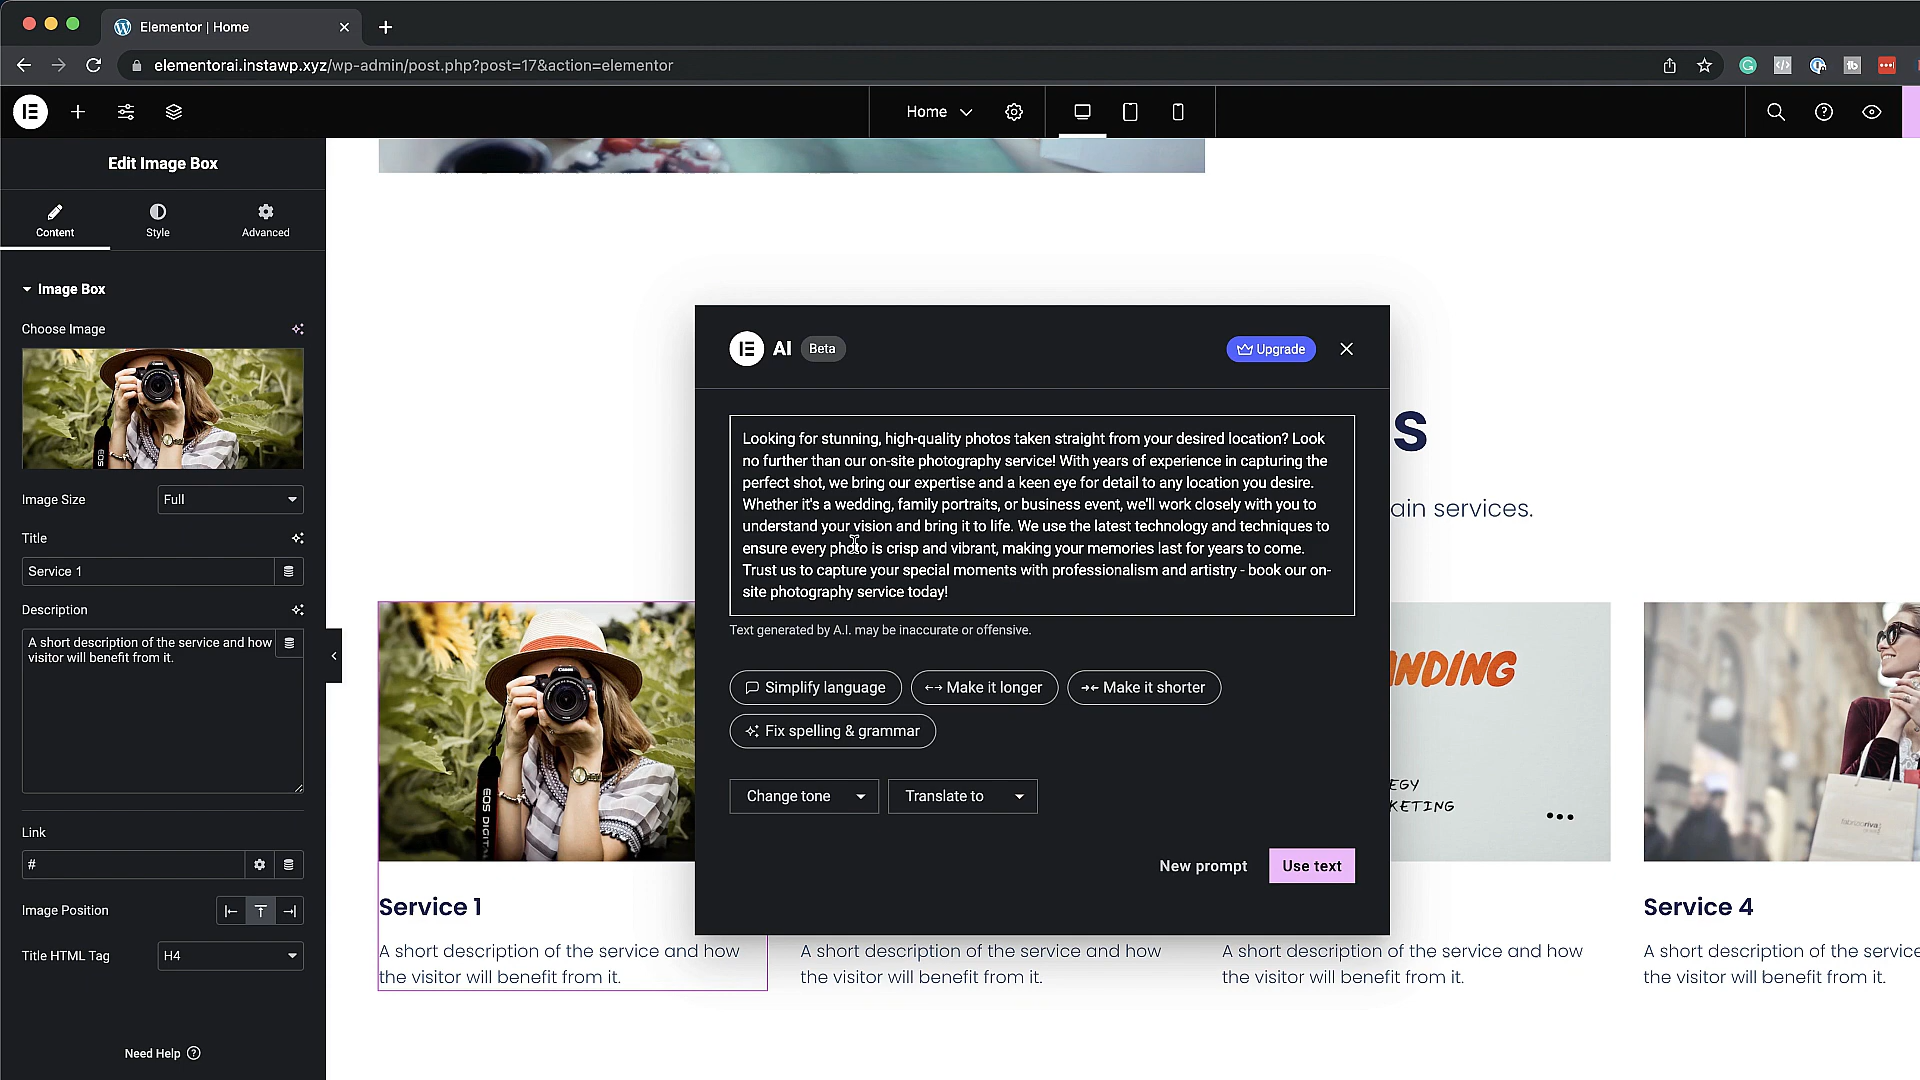 Elementor | Home
elementorai.instawp.xyz/wp-admin/post.php?post=17&action=elementor
Home
Edit Image Box
Content
Style
Advanced
Image Box
Choose Image
Image Size
Full
Title
Service 1
Description
A short description of the service and how
visitor will benefit from it.
Link
#
Image Position
Title HTML Tag
H4
Need Help
AI
Beta
Upgrade
Looking for stunning, high-quality photos taken straight from your desired location? Look
no further than our on-site photography service! With years of experience in capturing the
perfect shot, we bring our expertise and a keen eye for detail to any location you desire.
Whether it's a wedding, family portraits, or business event, we'll work closely with you to
understand your vision and bring it to life. We use the latest technology and techniques to
ensure every photo is crisp and vibrant, making your memories last for years to come.
Trust us to capture your special moments with professionalism and artistry - book our on-
site photography service today!
Text generated by A.I. may be inaccurate or offensive.
Simplify language
Make it longer
Make it shorter
Fix spelling & grammar
Change tone
Translate to
New prompt
Use text
s
ain services.
Canon
EOS DIGIT
NDING
EGY
KETING
Service 1
A short description of the service and how
the visitor will benefit from it.
A short description of the service and how
the visitor will benefit from it.
A short description of the service and how
the visitor will benefit from it.
Service 4
A short description of the service
the visitor will benefit from it.